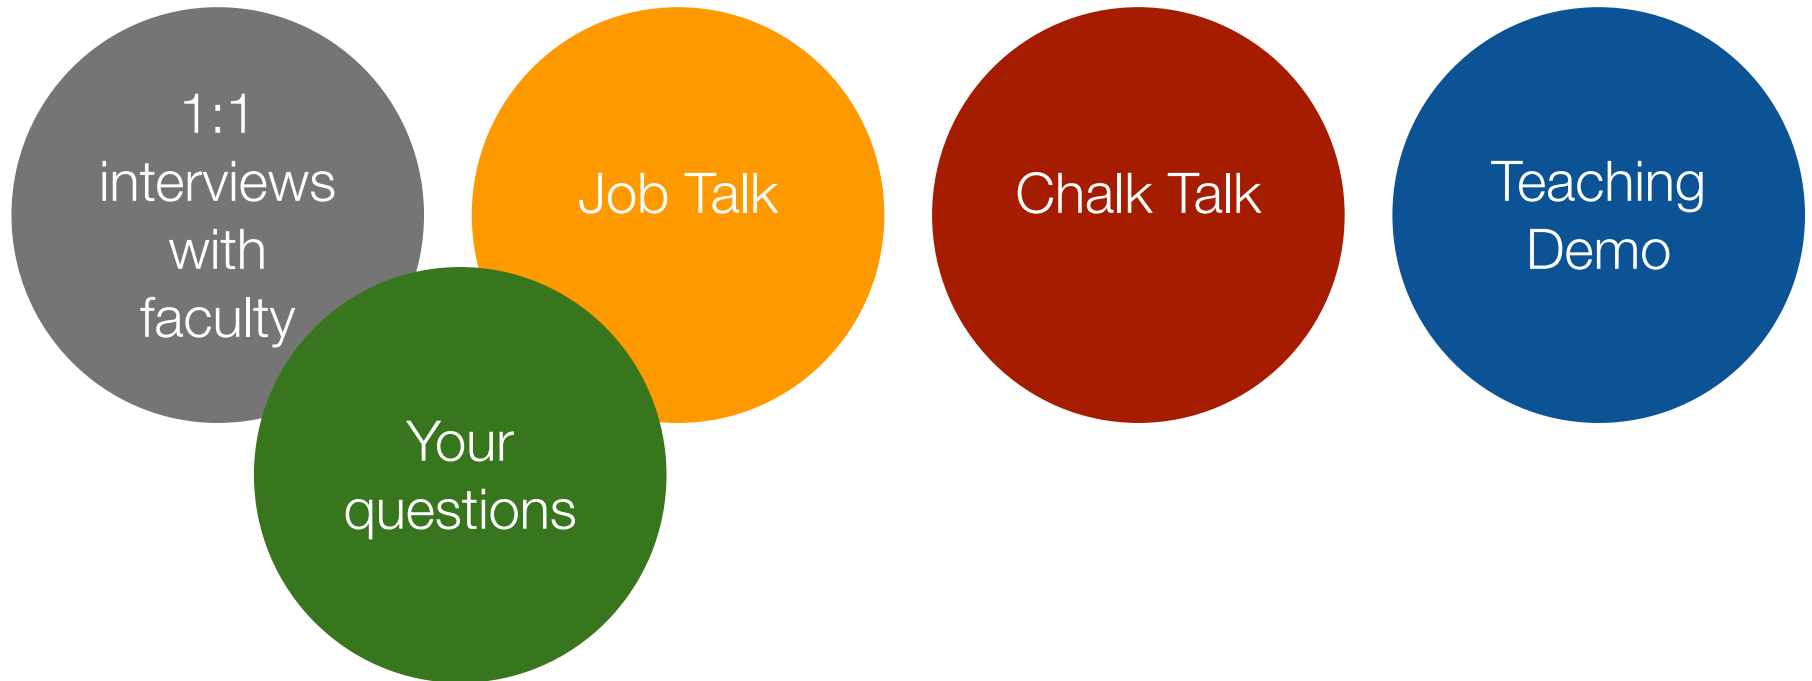 1:1
interviews
with
faculty
Job Talk
Chalk Talk
Teaching
Demo
Your
questions